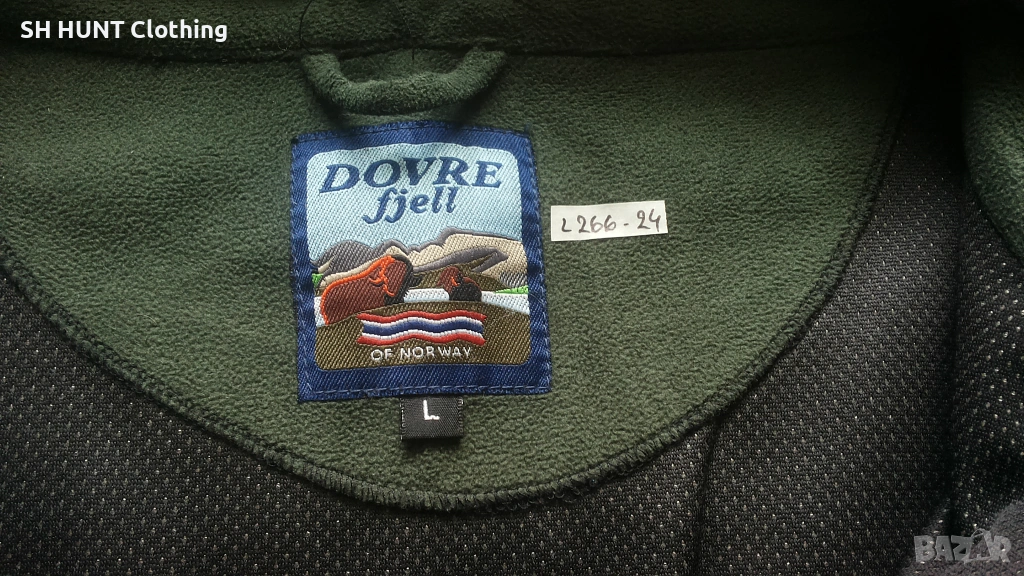 SH HUNT Clothing
DOVRE
fjell
OF NORWAY
L
L266-24
BAZAR